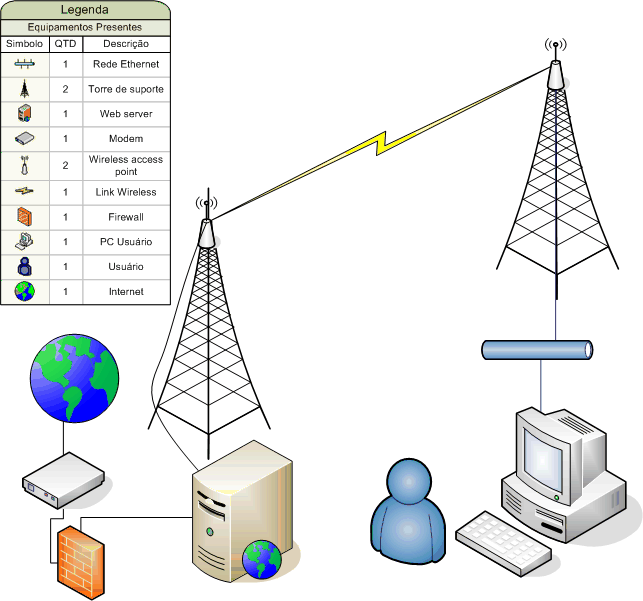 Legenda
Equipamentos Presentes
Simbolo QTD Descrição
1 Rede Ethernet
2 Torre de suporte
1 Web server
1 Modem
2 Wireless access
point
1 Link Wireless
1 Firewall
1 PC Usuário
1 Usuário
1 Internet